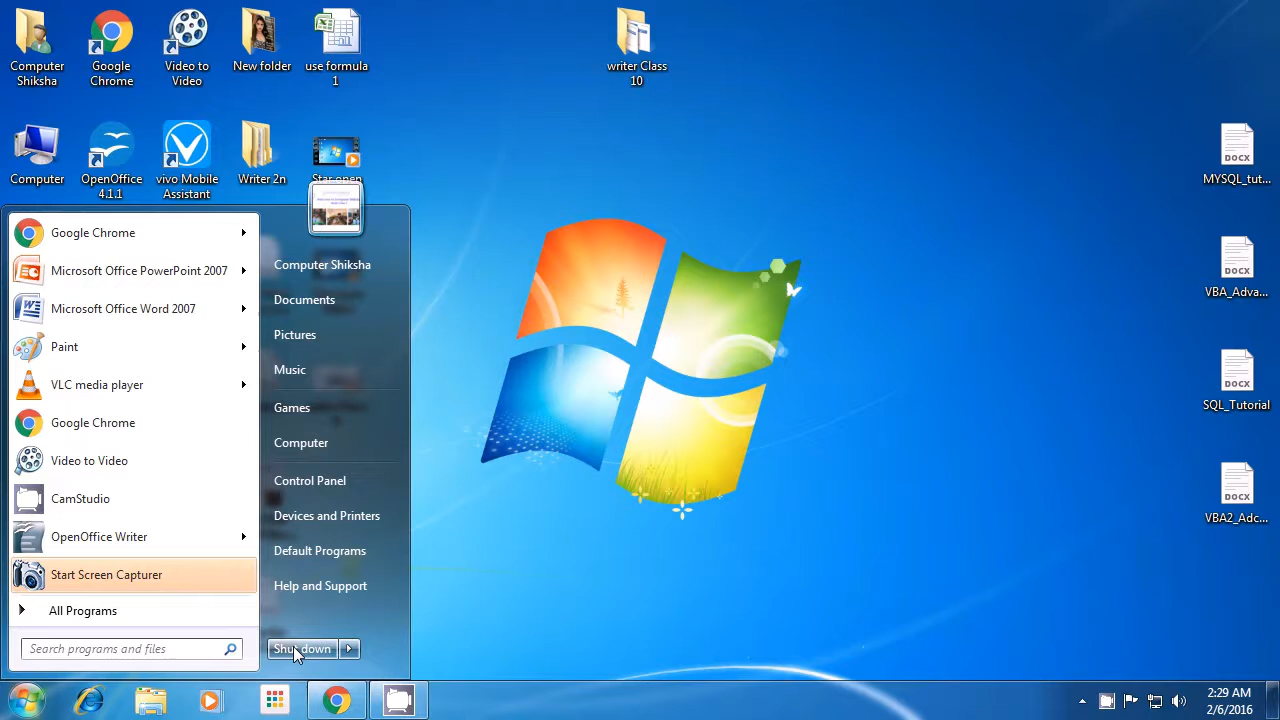 Computer
Shiksha
Google
Chrome
Video to
Video
New folder
use formula
1
writer Class
10
Computer
OpenOffice
4.1.1
vivo Mobile
Assistant
Writer 2n
Star open
DOCX
MYSQL_tut...
DOCX
VBA_Adva...
DOCX
SQL_Tutorial
DOCX
VBA2_Adc...
Google Chrome
Microsoft Office PowerPoint 2007
Microsoft Office Word 2007
Paint
VLC media player
Google Chrome
Video to Video
CamStudio
OpenOffice Writer
Start Screen Capturer
All Programs
Search programs and files
Computer Shiksha
Documents
Pictures
Music
Games
Computer
Control Panel
Devices and Printers
Default Programs
Help and Support
Shut down
2:29 AM
2/6/2016